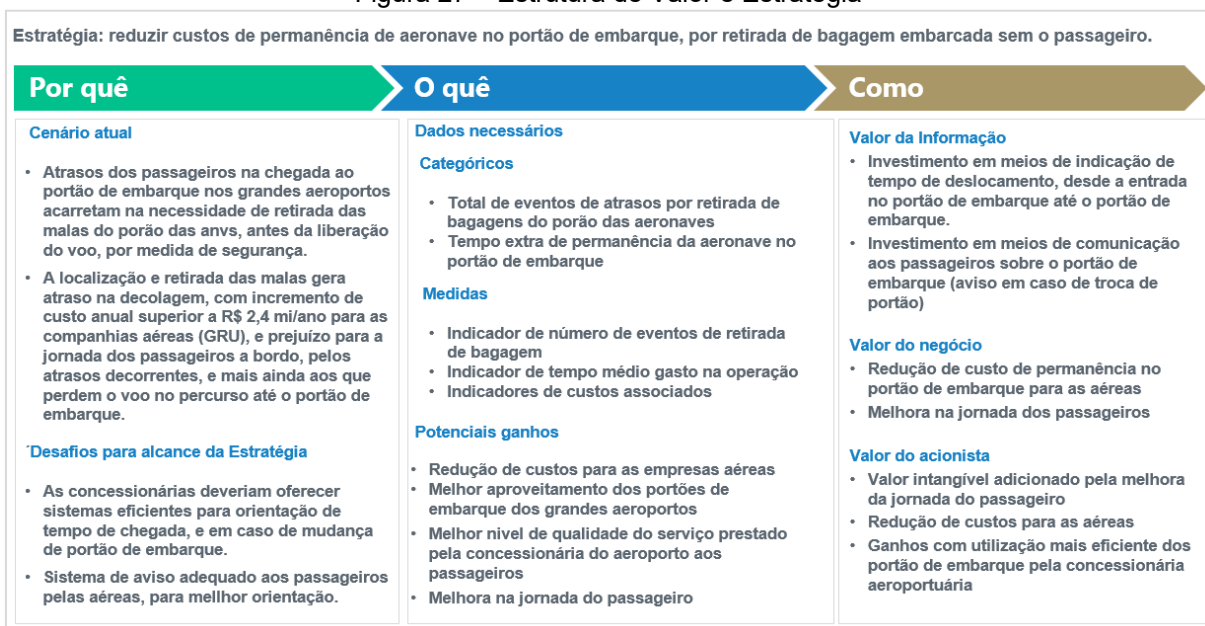 Figura 27 – Estrutura de Valor e Estratégia
Estratégia: reduzir custos de permanência de aeronave no portão de embarque, por retirada de bagagem embarcada sem o passageiro.
Por quê
Cenário atual
• Atrasos dos passageiros na chegada ao
portão de embarque nos grandes aeroportos
acarretam na necessidade de retirada das
malas do porão das anvs, antes da liberação
do voo, por medida de segurança.
• A localização e retirada das malas gera
atraso na decolagem, com incremento de
custo anual superior a R$ 2,4 mi/ano para as
companhias aéreas (GRU), e prejuízo para a
jornada dos passageiros a bordo, pelos
atrasos decorrentes, e mais ainda aos que
perdem o voo no percurso até o portão de
embarque.
´Desafios para alcance da Estratégia
• As concessionárias deveriam oferecer
sistemas eficientes para orientação de
tempo de chegada, e em caso de mudança
de portão de embarque.
• Sistema de aviso adequado aos passageiros
pelas aéreas, para mellhor orientação.
O quê
Dados necessários
Categóricos
• Total de eventos de atrasos por retirada de
bagagens do porão das aeronaves
• Tempo extra de permanência da aeronave no
portão de embarque
Medidas
• Indicador de número de eventos de retirada
de bagagem
• Indicador de tempo médio gasto na operação
• Indicadores de custos associados
Potenciais ganhos
• Redução de custos para as empresas aéreas
• Melhor aproveitamento dos portões de
embarque dos grandes aeroportos
• Melhor nivel de qualidade do serviço prestado
pela concessionária do aeroporto aos
passageiros
• Melhora na jornada do passageiro
Como
Valor da Informação
• Investimento em meios de indicação de
tempo de deslocamento, desde a entrada
no portão de embarque até o portão de
embarque.
• Investimento em meios de comunicação
aos passageiros sobre o portão de
embarque (aviso em caso de troca de
portão)
Valor do negócio
• Redução de custo de permanência no
portão de embarque para as aéreas
• Melhora na jornada dos passageiros
Valor do acionista
• Valor intangível adicionado pela melhora
da jornada do passageiro
• Redução de custos para as aéreas
• Ganhos com utilização mais eficiente dos
portão de embarque pela concessionária
aeroportuária